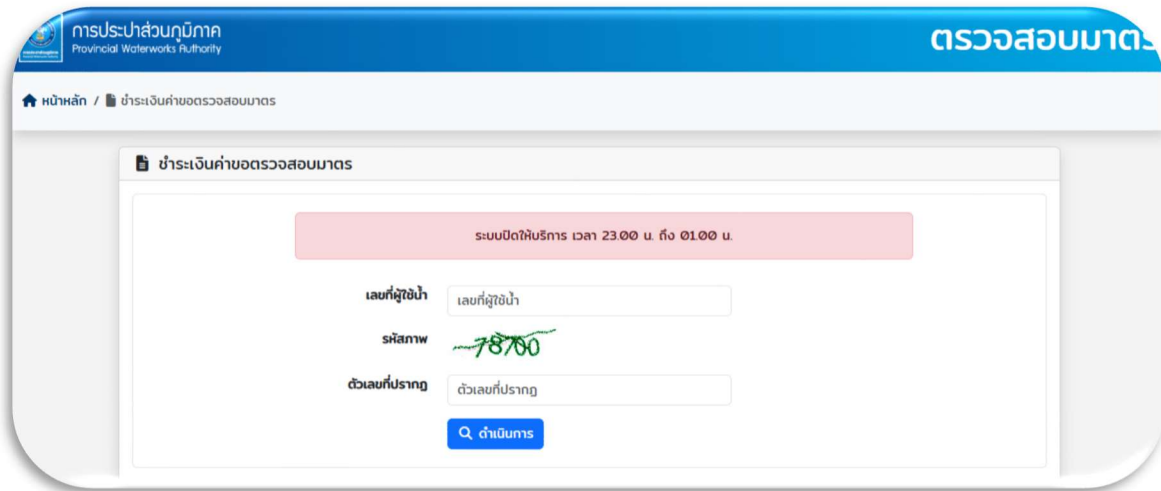 การประปาส่วนภูมิภาค
Provincial Waterworks Authority
ตรวจสอบมาตร
หน้าหลัก / ชำระเงินค่าขอตรวจสอบมาตร
ชำระเงินค่าขอตรวจสอบมาตร
ระบบปิดให้บริการ เวลา 23.00 น. ถึง 01.00 น.
เลขที่ผู้ใช้น้ำ เลขที่ผู้ใช้น้ำ
รหัสภาพ 78700
ตัวเลขที่ปรากฏ ตัวเลขที่ปรากฏ
ดำเนินการ